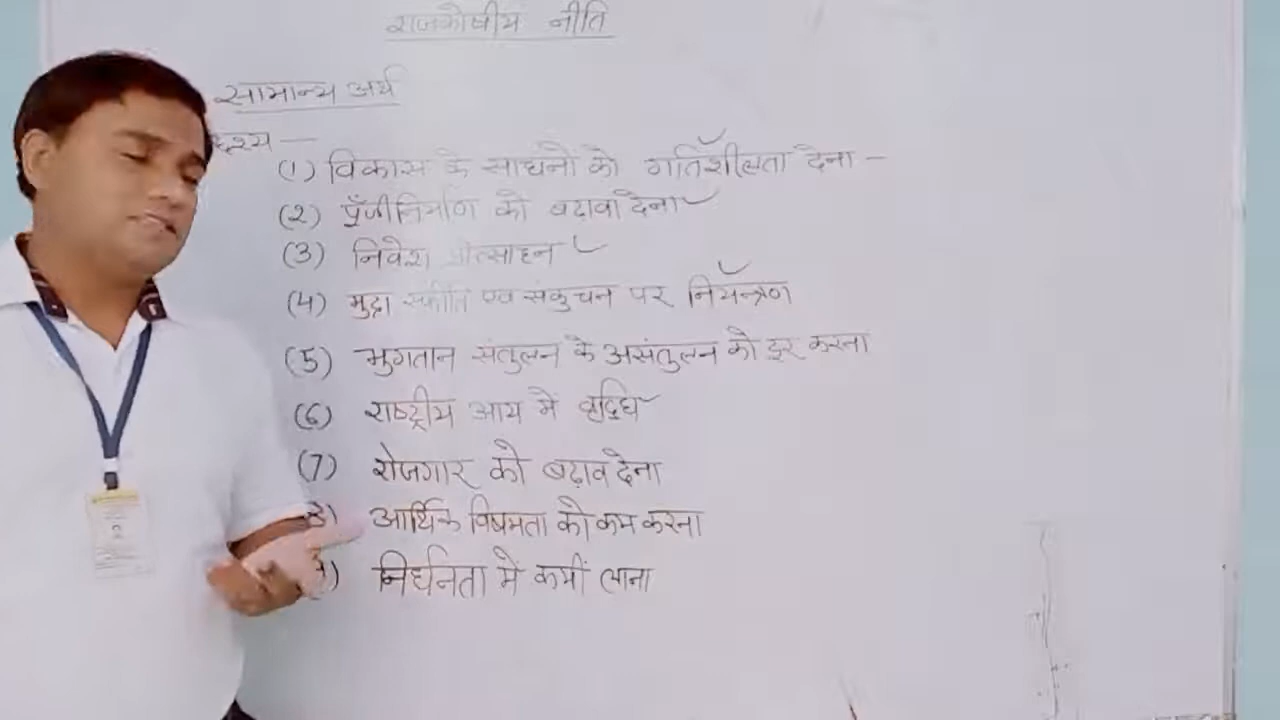 राजकोषीय नीति
सामान्य अर्थ
द्देश्य —
(1) विकास के साधनो को गतिशीलता देना –
(2) पूँजीनिर्माण को बढावा देना
(3) निवेश प्रोत्साहन
(4) मुद्रा स्फीति एवं संकुचन पर नियंन्त्रण
(5) भुगतान संतुलन के असंतुलन को दूर करना
(6) राष्ट्रीय आय मे वृद्धि
(7) रोजगार को बढ़ाव देना
8) आर्थिक विषमता को कम करना
) निर्धनता मे कमीं लाना